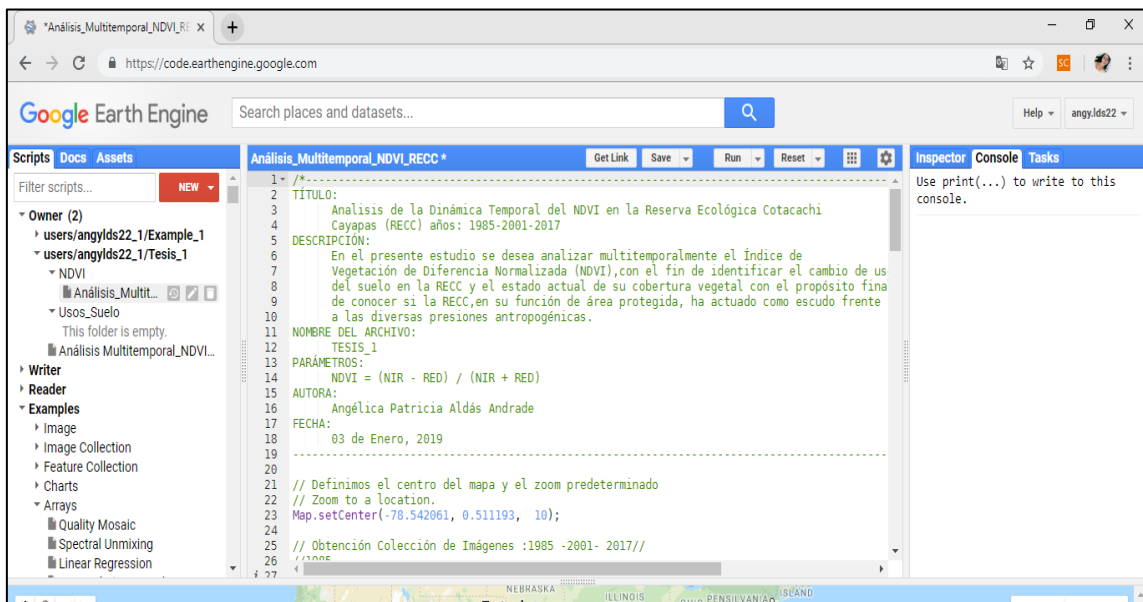 *Análisis_Multitemporal_NDVI_RE
https://code.earthengine.google.com
SC
Google Earth Engine
Search places and datasets...
Help
angy.lds22
Scripts Docs Assets
Filter scripts...
NEW
Owner (2)
users/angylds22_1/Example_1
users/angylds22_1/Tesis_1
NDVI
Análisis_Multit...
Usos_Suelo
This folder is empty.
Análisis Multitemporal_NDVI...
Writer
Reader
Examples
Image
Image Collection
Feature Collection
Charts
Arrays
Quality Mosaic
Spectral Unmixing
Linear Regression
Análisis_Multitemporal_NDVI_RECC *
Get Link Save Run Reset
1 /*-----------------------------------------------------------------------------------------
2 TÍTULO:
3 Analisis de la Dinámica Temporal del NDVI en la Reserva Ecológica Cotacachi
4 Cayapas (RECC) años: 1985-2001-2017
5 DESCRIPCIÓN:
6 En el presente estudio se desea analizar multitemporalmente el Índice de
7 Vegetación de Diferencia Normalizada (NDVI),con el fin de identificar el cambio de us
8 del suelo en la RECC y el estado actual de su cobertura vegetal con el propósito fina
9 de conocer si la RECC,en su función de área protegida, ha actuado como escudo frente
10 a las diversas presiones antropogénicas.
11 NOMBRE DEL ARCHIVO:
12 TESIS_1
13 PARÁMETROS:
14 NDVI = (NIR - RED) / (NIR + RED)
15 AUTORA:
16 Angélica Patricia Aldás Andrade
17 FECHA:
18 03 de Enero, 2019
19 -------------------------------------------------------------------------------------------
20
21 // Definimos el centro del mapa y el zoom predeterminado
22 // Zoom to a location.
23 Map.setCenter(-78.542061, 0.511193, 10);
24
25 // Obtención Colección de Imágenes :1985 -2001- 2017//
26 //1985
i 27
Inspector Console Tasks
Use print(...) to write to this
console.
NEBRASKA
ILLINOIS
PENSILVANIA
ISLAND